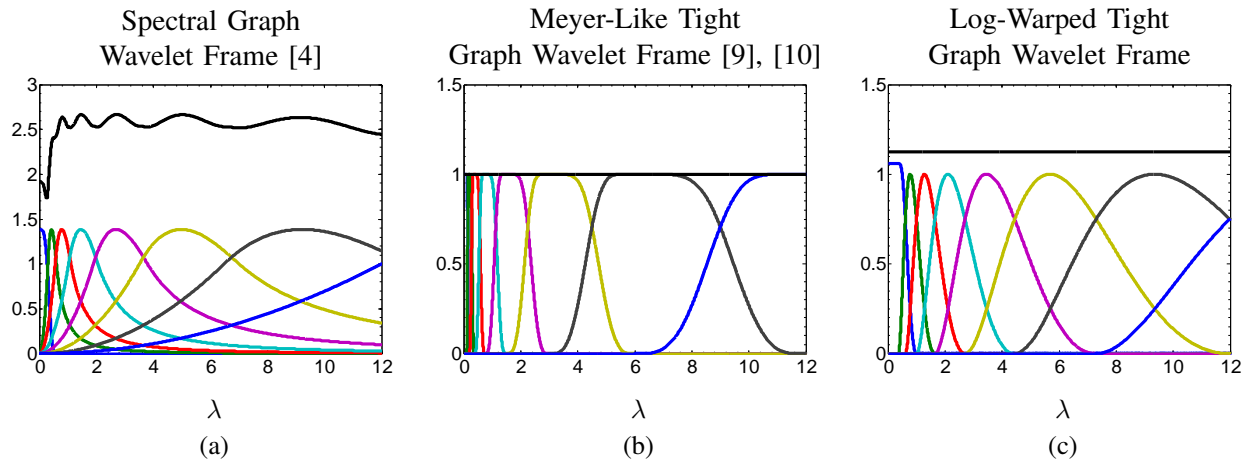 Spectral Graph
Wavelet Frame [4]
Meyer-Like Tight
Graph Wavelet Frame [9], [10]
Log-Warped Tight
Graph Wavelet Frame
3
2.5
2
1.5
1
0.5
0
0 2 4 6 8 10 12
λ
(a)
1.5
1
0.5
0
0 2 4 6 8 10 12
λ
(b)
1.5
1
0.5
0
0 2 4 6 8 10 12
λ
(c)